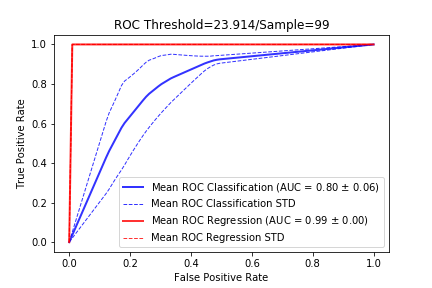 ROC Threshold=23.914/Sample=99
True Positive Rate
1.0
0.8
0.6
0.4
0.2
0.0
Mean ROC Classification (AUC = 0.80 ± 0.06)
Mean ROC Classification STD
Mean ROC Regression (AUC = 0.99 ± 0.00)
Mean ROC Regression STD
0.0 0.2 0.4 0.6 0.8 1.0
False Positive Rate